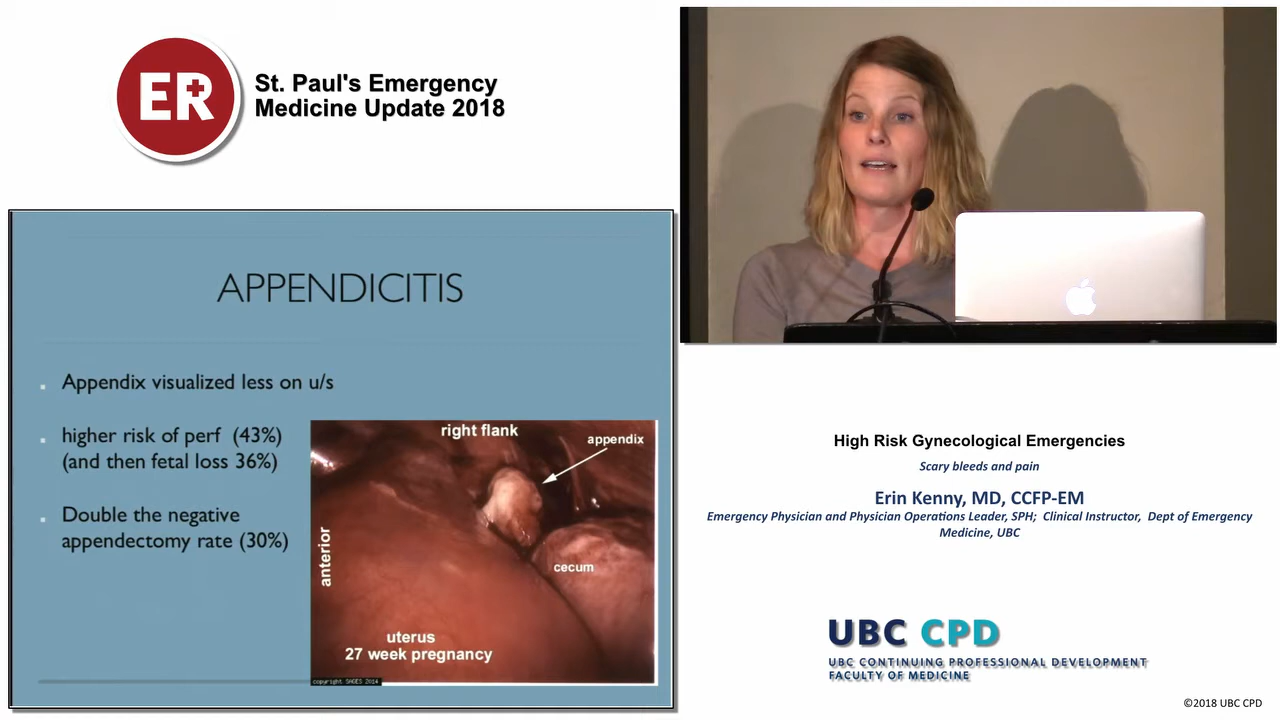 ER
St. Paul's Emergency
Medicine Update 2018
APPENDICITIS
Appendix visualized less on u/s
higher risk of perf (43%)
(and then fetal loss 36%)
Double the negative
appendectomy rate (30%)
right flank
appendix
anterior
cecum
uterus
27 week pregnancy
copyright SAGES 2014
High Risk Gynecological Emergencies
Scary bleeds and pain
Erin Kenny, MD, CCFP-EM
Emergency Physician and Physician Operations Leader, SPH; Clinical Instructor, Dept of Emergency
Medicine, UBC
UBC CPD
UBC CONTINUING PROFESSIONAL DEVELOPMENT
FACULTY OF MEDICINE
©2018 UBC CPD